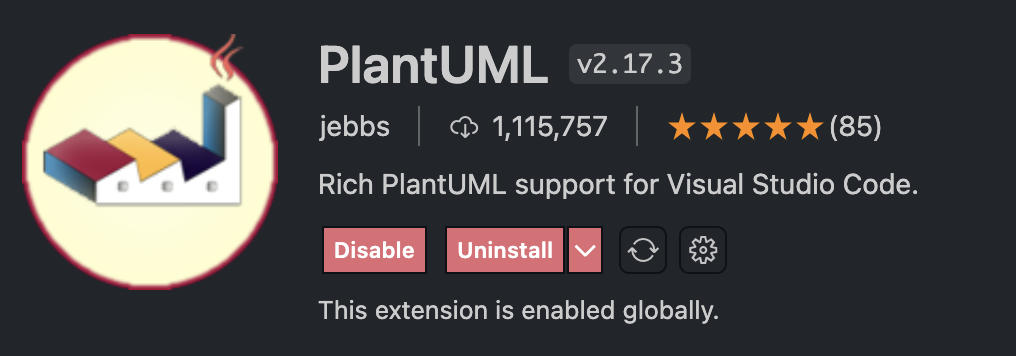 PlantUML v2.17.3
jebbs 1,115,757 (85)
Rich PlantUML support for Visual Studio Code.
Disable Uninstall
This extension is enabled globally.